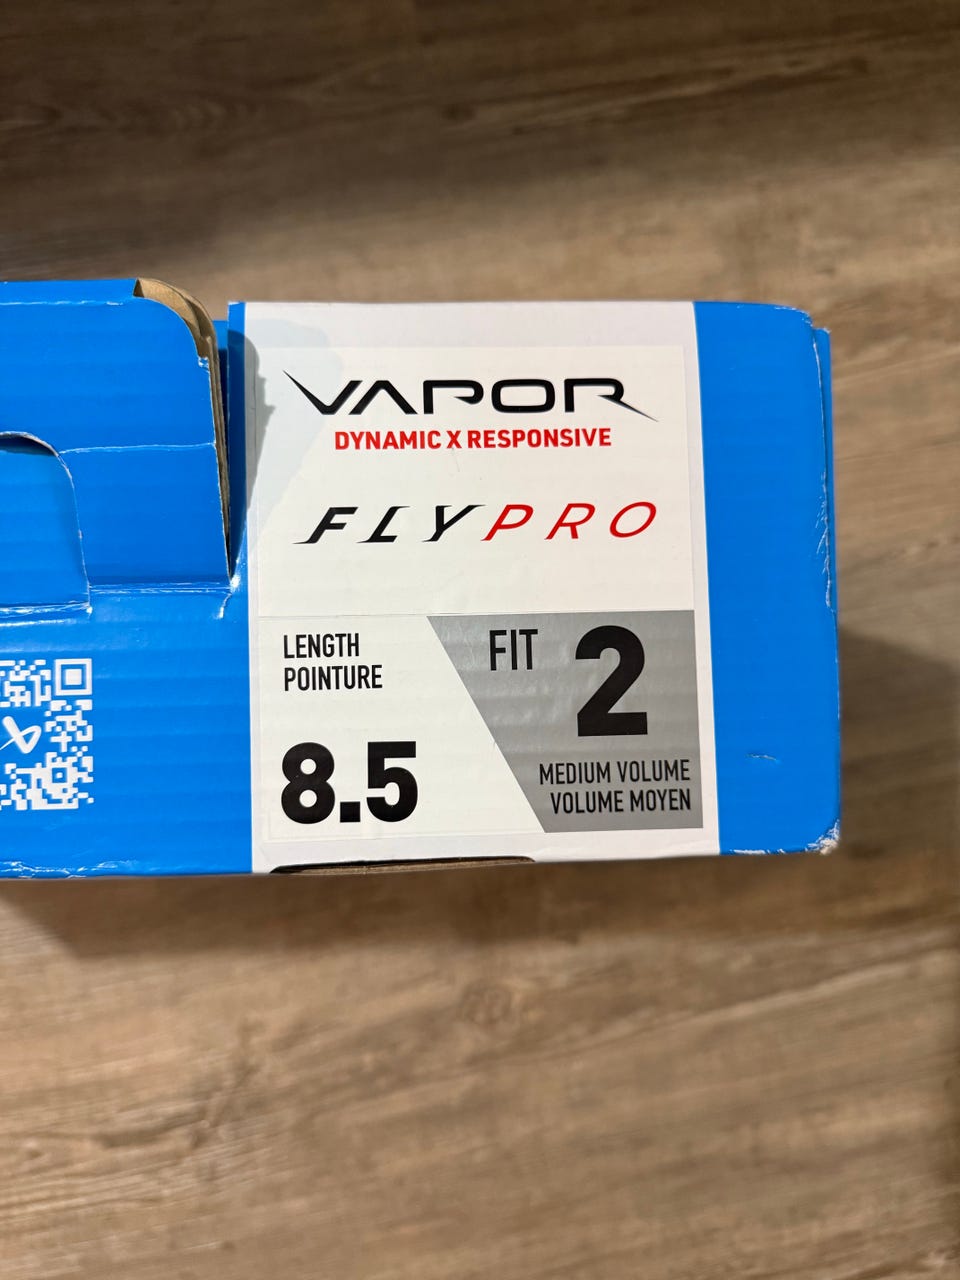 VAPOR
DYNAMIC X RESPONSIVE
FLYPRO
LENGTH
POINTURE
8.5
FIT 2
MEDIUM VOLUME
VOLUME MOYEN